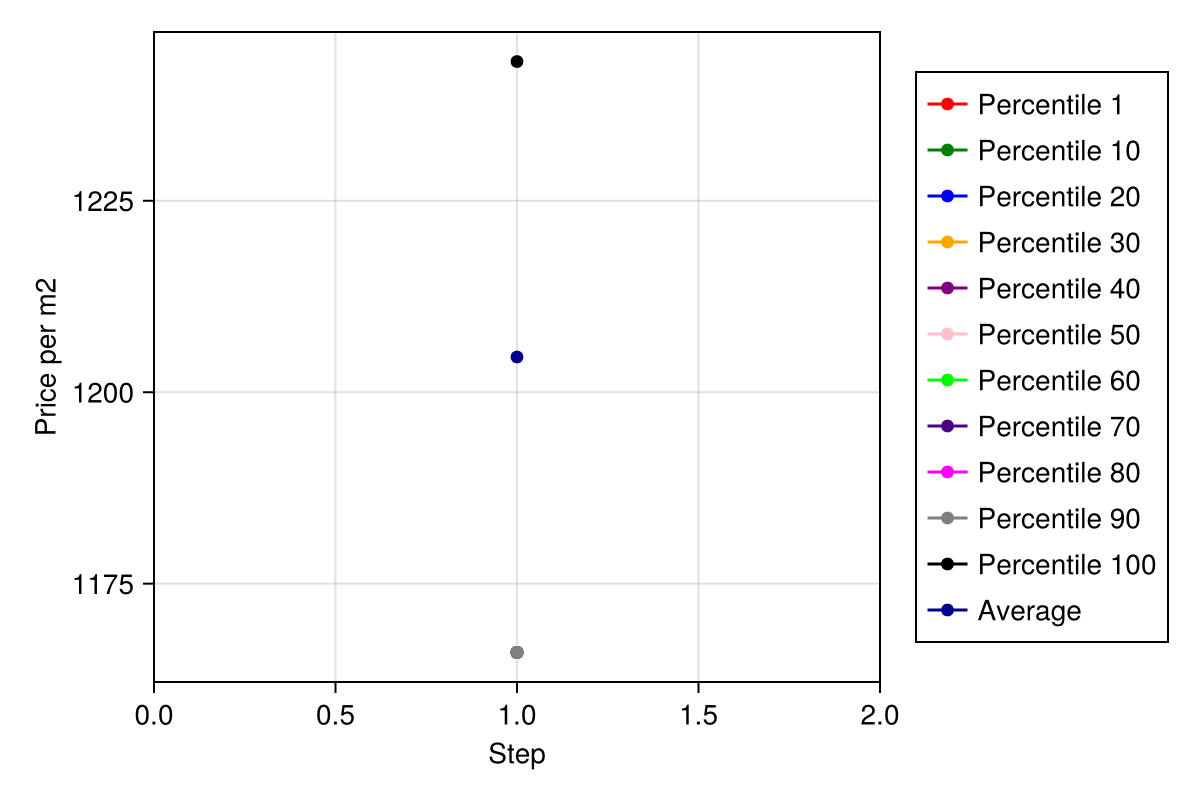 Price per m2
1225
1200
1175
0.0 0.5 1.0 1.5 2.0
Step
Percentile 1
Percentile 10
Percentile 20
Percentile 30
Percentile 40
Percentile 50
Percentile 60
Percentile 70
Percentile 80
Percentile 90
Percentile 100
Average